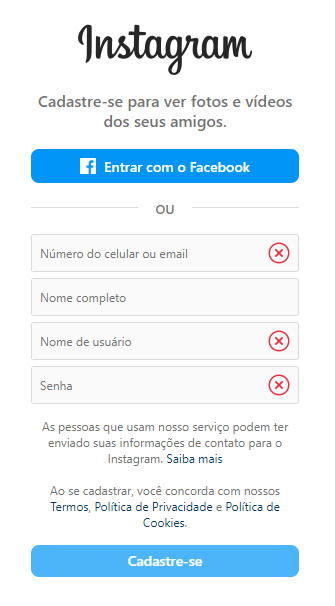 Instagram
Cadastre-se para ver fotos e vídeos
dos seus amigos.
Entrar com o Facebook
OU
Número do celular ou email
Nome completo
Nome de usuário
Senha
As pessoas que usam nosso serviço podem ter
enviado suas informações de contato para o
Instagram. Saiba mais
Ao se cadastrar, você concorda com nossos
Termos, Política de Privacidade e Política de
Cookies.
Cadastre-se